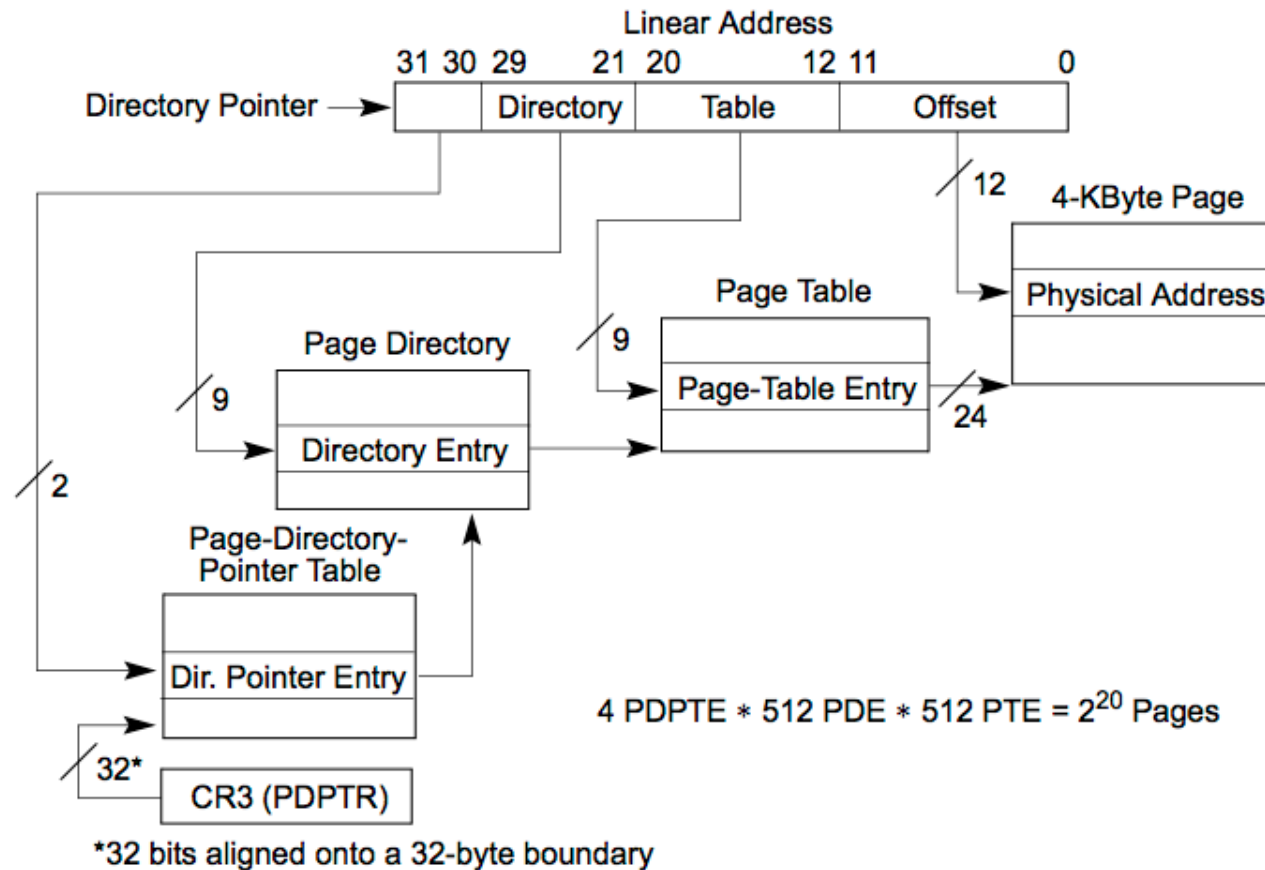 Linear Address
31 30 29 21 20 12 11 0
Directory Pointer
Directory Table Offset
12
4-KByte Page
Physical Address
Page Table
9
Page-Table Entry
24
Page Directory
9
Directory Entry
2
Page-Directory-
Pointer Table
Dir. Pointer Entry
4 PDPTE * 512 PDE * 512 PTE = 2^20 Pages
32*
CR3 (PDPTR)
*32 bits aligned onto a 32-byte boundary